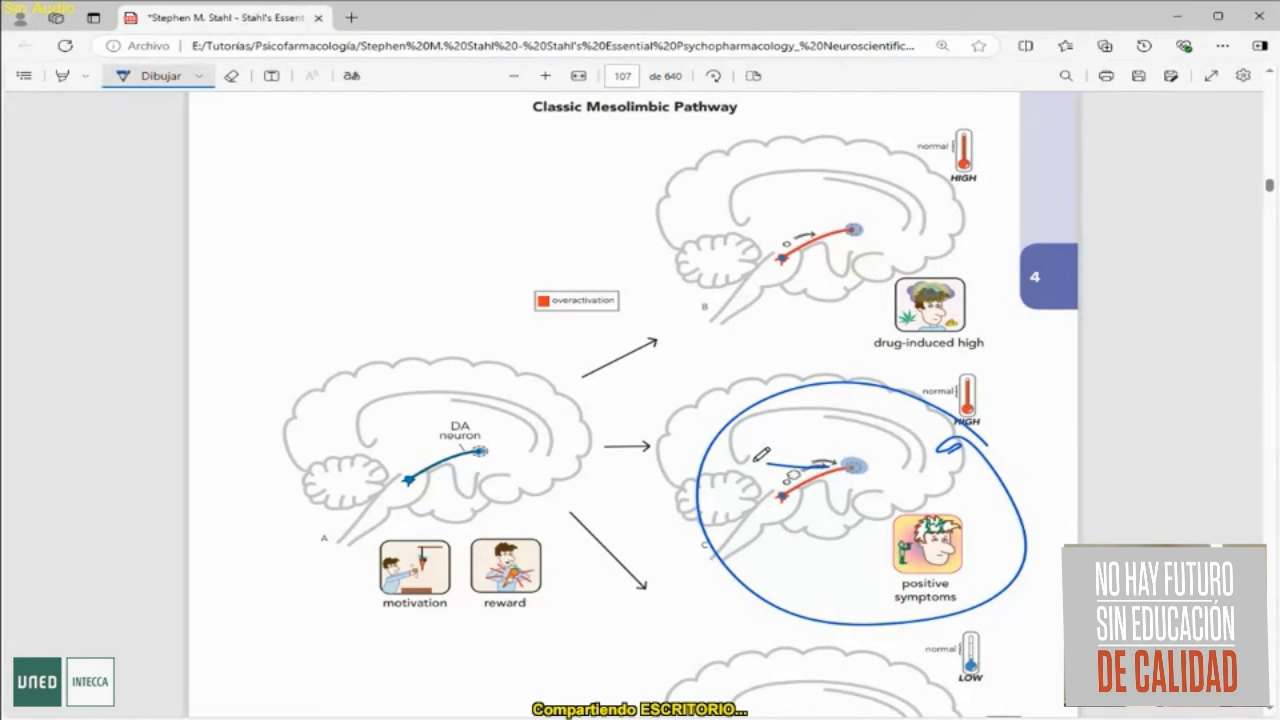 Sin Audio
*Stephen M. Stahl - Stahl's Essent
Archivo
E:/Tutorías/Psicofarmacología/Stephen%20M.%20Stahl%20-%20Stahl's%20Essential%20Psychopharmacology_%20Neuroscientific...
Dibujar
107 de 640
Classic Mesolimbic Pathway
normal
HIGH
B
overactivation
drug-induced high
4
DA
neuron
A
motivation
reward
normal
HIGH
C
positive
symptoms
normal
LOW
NO HAY FUTURO
SIN EDUCACIÓN
DE CALIDAD
UNED
INTECCA
Compartiendo ESCRITORIO...